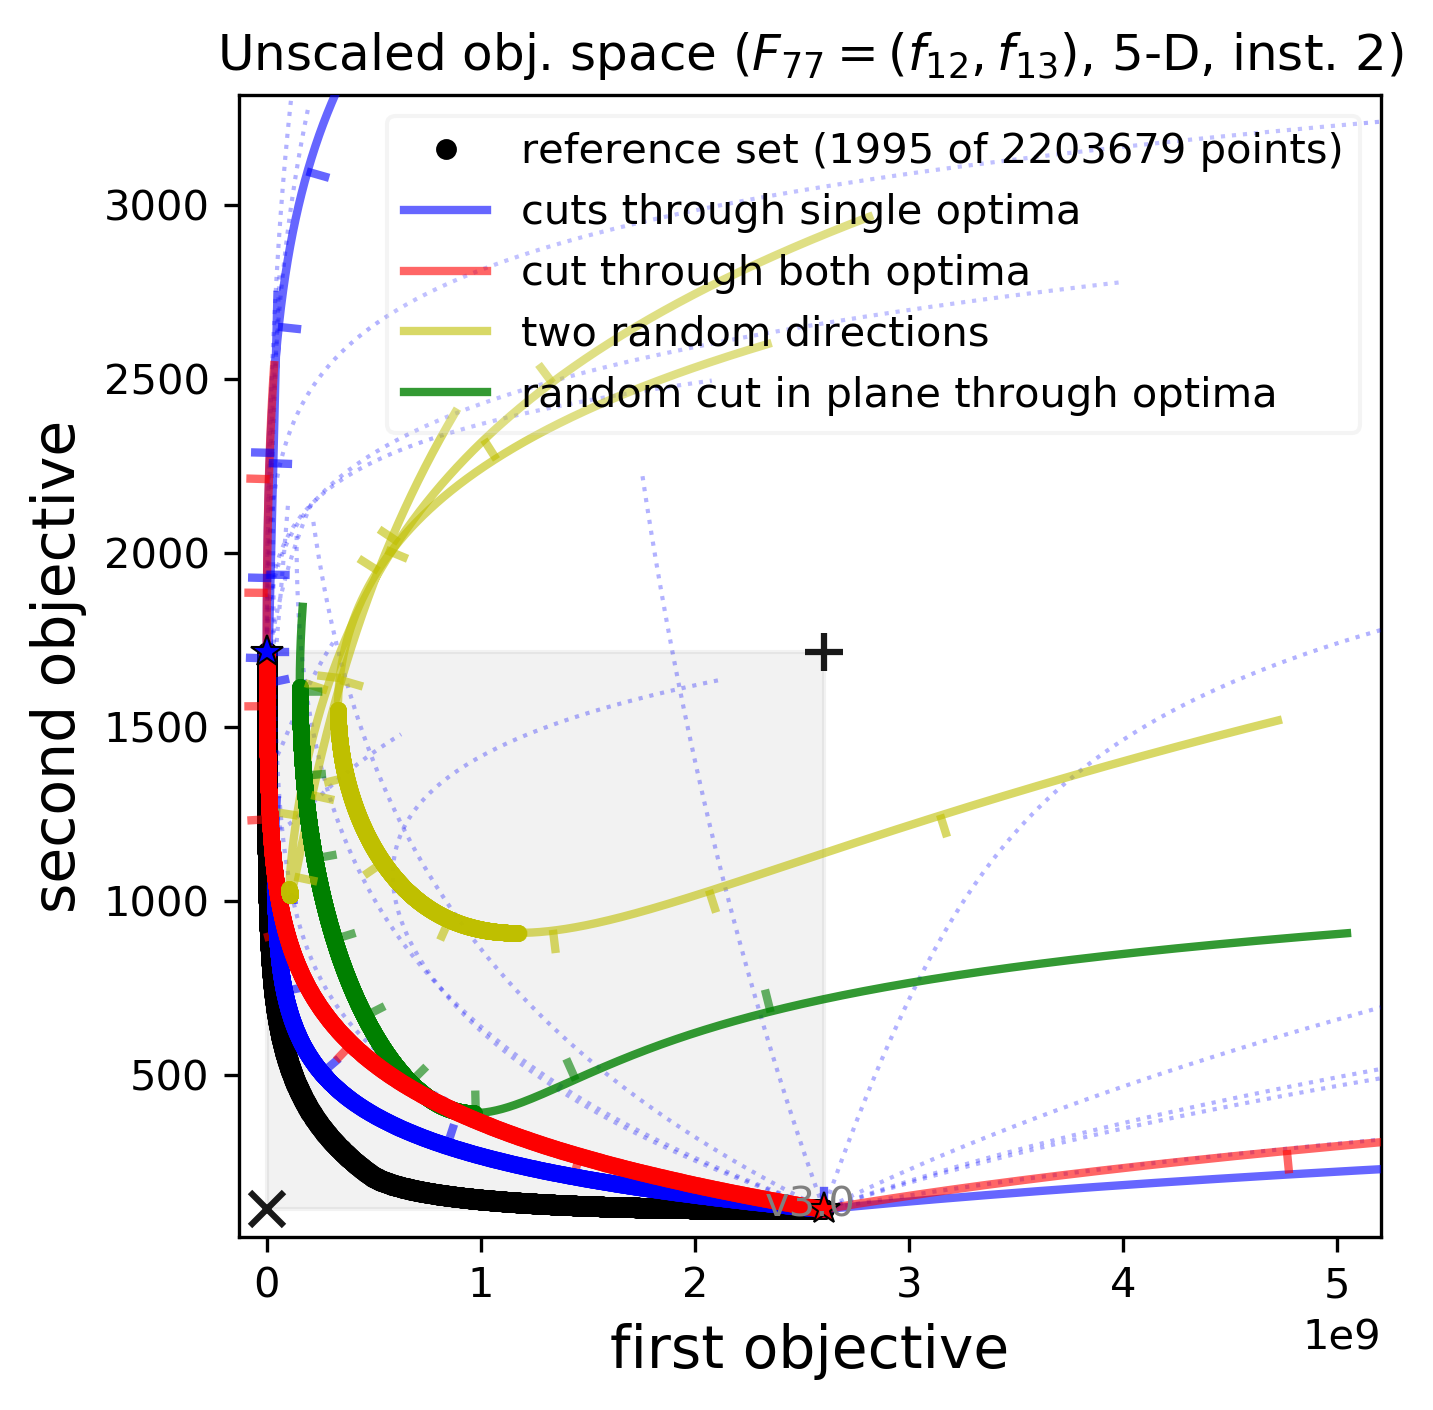 Unscaled obj. space (F77 = (f12, f13), 5-D, inst. 2)
reference set (1995 of 2203679 points)
cuts through single optima
cut through both optima
two random directions
random cut in plane through optima
second objective
3000
2500
2000
1500
1000
500
v3.0
0 1 2 3 4 5
1e9
first objective